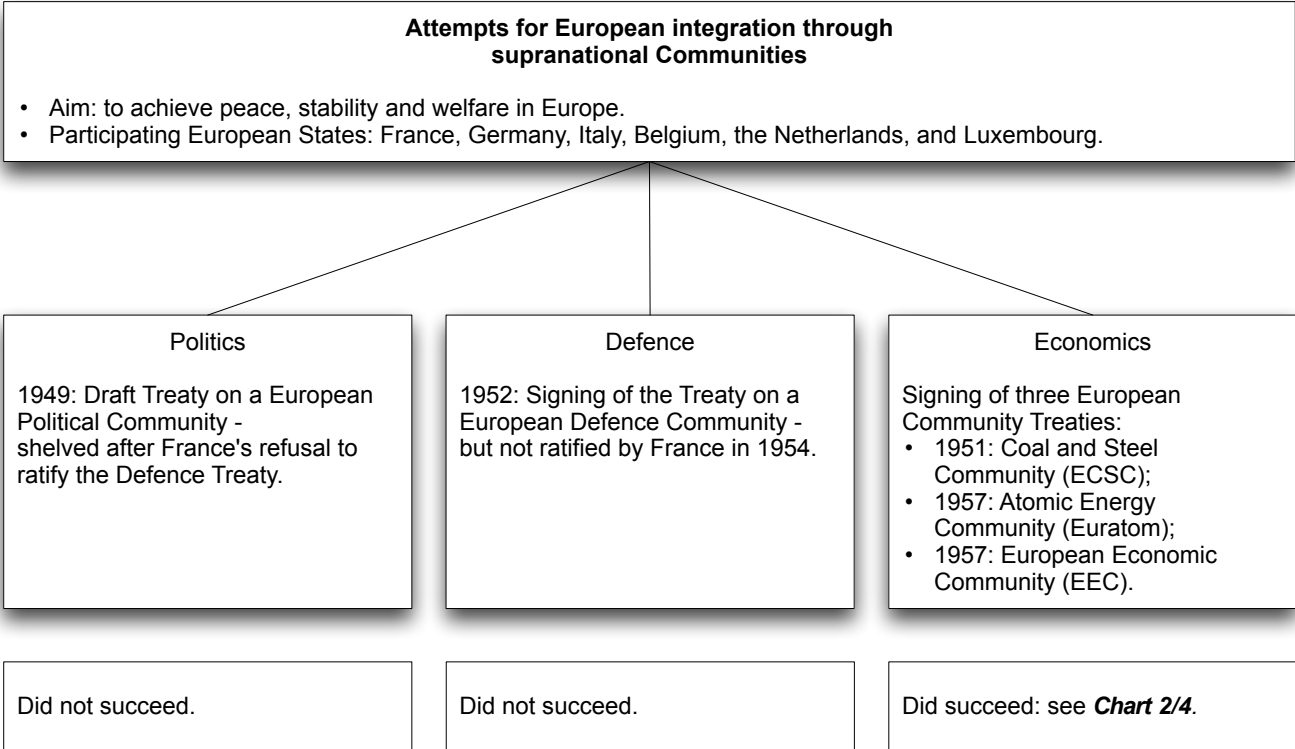 Attempts for European integration through
supranational Communities
• Aim: to achieve peace, stability and welfare in Europe.
• Participating European States: France, Germany, Italy, Belgium, the Netherlands, and Luxembourg.
Politics
1949: Draft Treaty on a European
Political Community -
shelved after France's refusal to
ratify the Defence Treaty.
Defence
1952: Signing of the Treaty on a
European Defence Community -
but not ratified by France in 1954.
Economics
Signing of three European
Community Treaties:
• 1951: Coal and Steel
Community (ECSC);
• 1957: Atomic Energy
Community (Euratom);
• 1957: European Economic
Community (EEC).
Did not succeed.
Did not succeed.
Did succeed: see Chart 2/4.